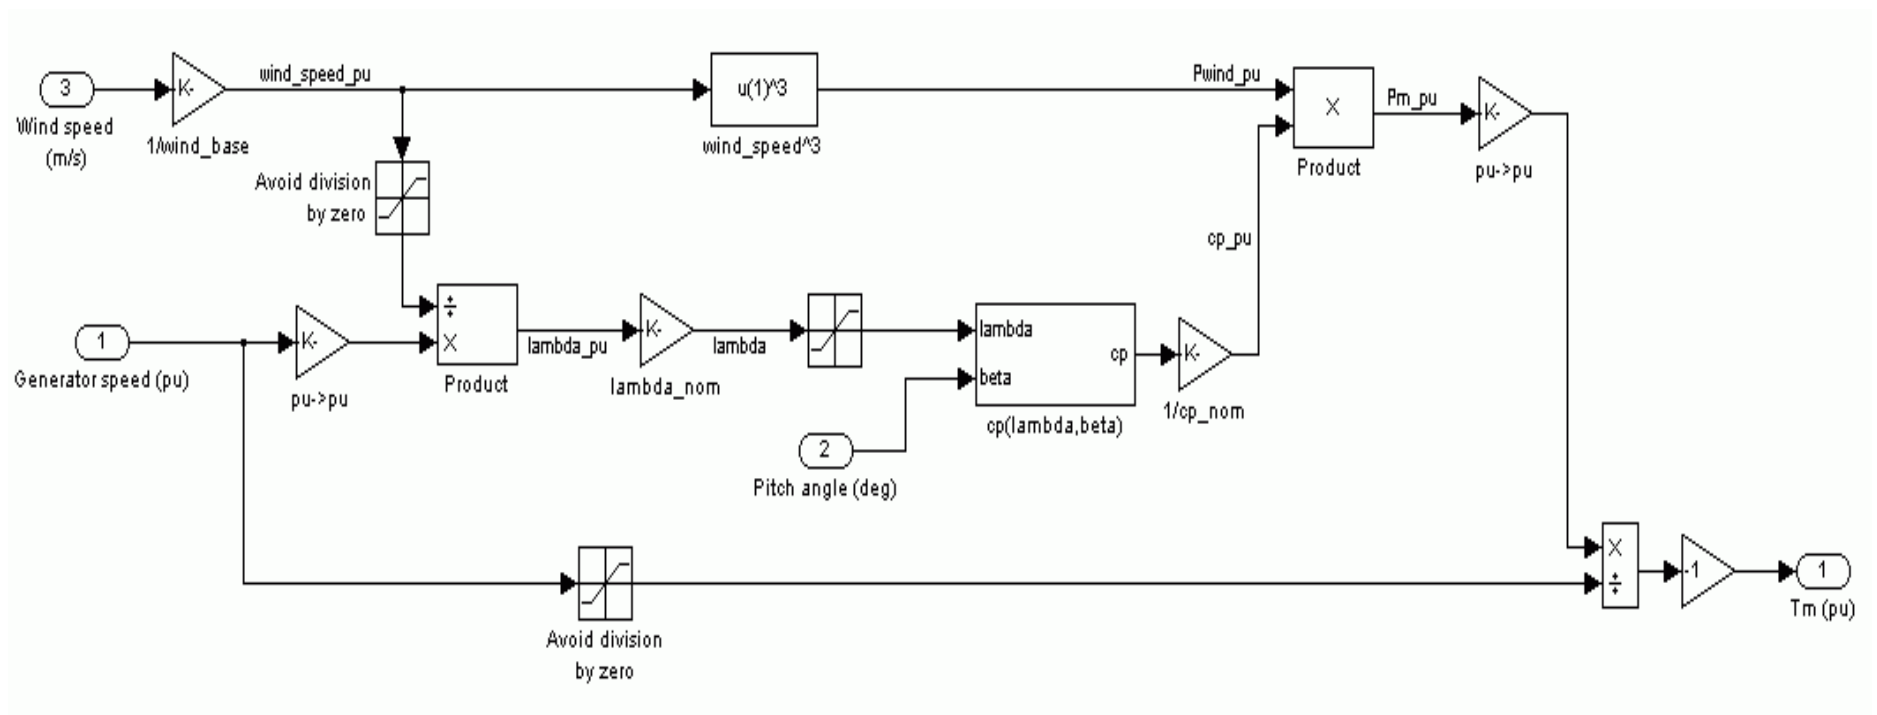 3
Wind speed
(m/s)
K-
1/wind_base
wind_speed_pu
u(1)^3
wind_speed^3
Pwind_pu
X
Product
Pm_pu
K-
pu->pu
Avoid division
by zero
cp_pu
1
Generator speed (pu)
K-
pu->pu
÷
X
Product
lambda_pu
K-
lambda_nom
lambda
lambda
cp
beta
cp(lambda,beta)
K-
1/cp_nom
2
Pitch angle (deg)
Avoid division
by zero
X
÷
-1
1
Tm (pu)